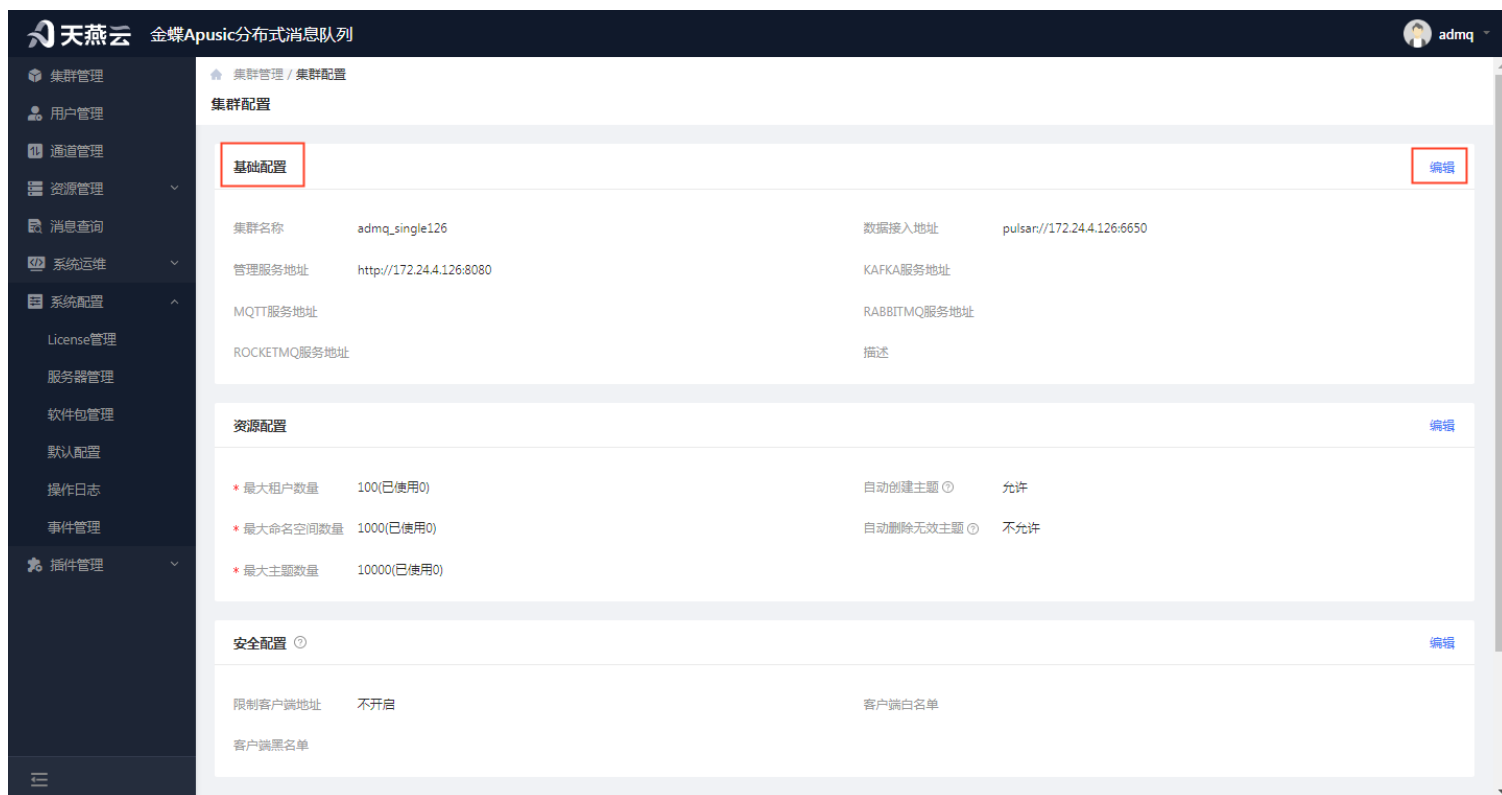 天燕云 金蝶Apusic分布式消息队列
admq
集群管理
用户管理
通道管理
资源管理
消息查询
系统运维
系统配置
License管理
服务器管理
软件包管理
默认配置
操作日志
事件管理
插件管理
集群管理 / 集群配置
集群配置
基础配置 编辑
集群名称 admq_single126 数据接入地址 pulsar://172.24.4.126:6650
管理服务地址 http://172.24.4.126:8080 KAFKA服务地址
MQTT服务地址 RABBITMQ服务地址
ROCKETMQ服务地址 描述
资源配置 编辑
* 最大租户数量 100(已使用0) 自动创建主题 允许
* 最大命名空间数量 1000(已使用0) 自动删除无效主题 不允许
* 最大主题数量 10000(已使用0)
安全配置 编辑
限制客户端地址 不开启 客户端白名单
客户端黑名单